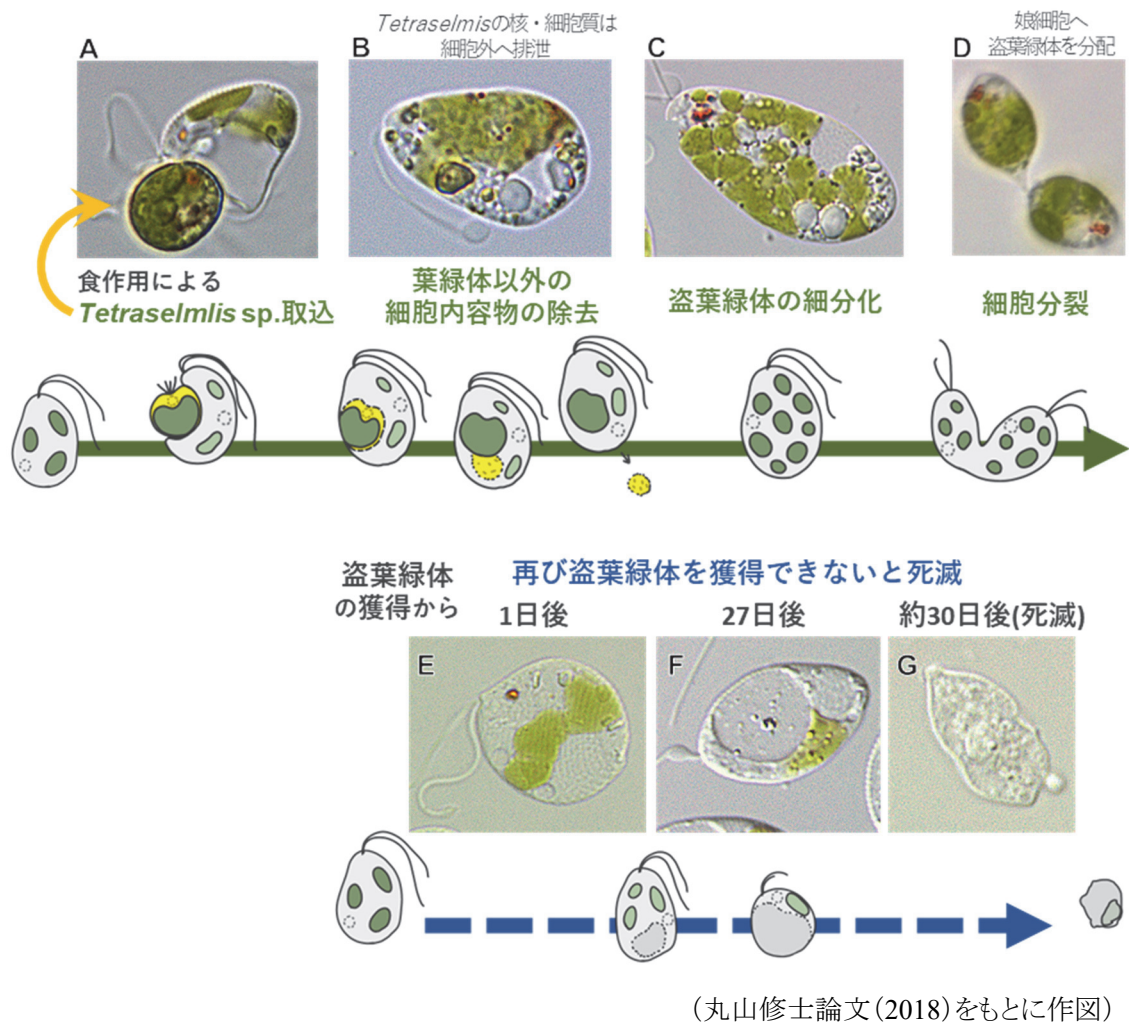 A
B
C
D
Tetraselmisの核・細胞質は
細胞外へ排泄
娘細胞へ
盗葉緑体を分配
食作用による
Tetraselmlis sp.取込
葉緑体以外の
細胞内容物の除去
盗葉緑体の細分化
細胞分裂
盗葉緑体
の獲得から
再び盗葉緑体を獲得できないと死滅
1日後
27日後
約30日後(死滅)
E
F
G
(丸山修士論文(2018)をもとに作図)